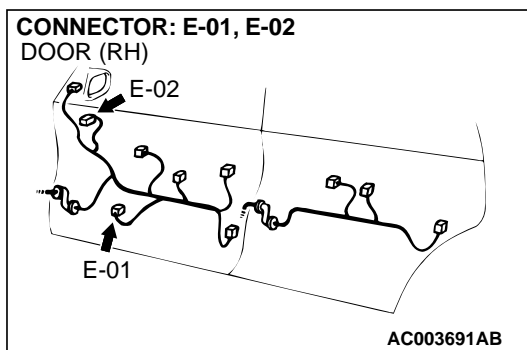 CONNECTOR: E-01, E-02
DOOR (RH)
E-02
E-01
AC003691AB